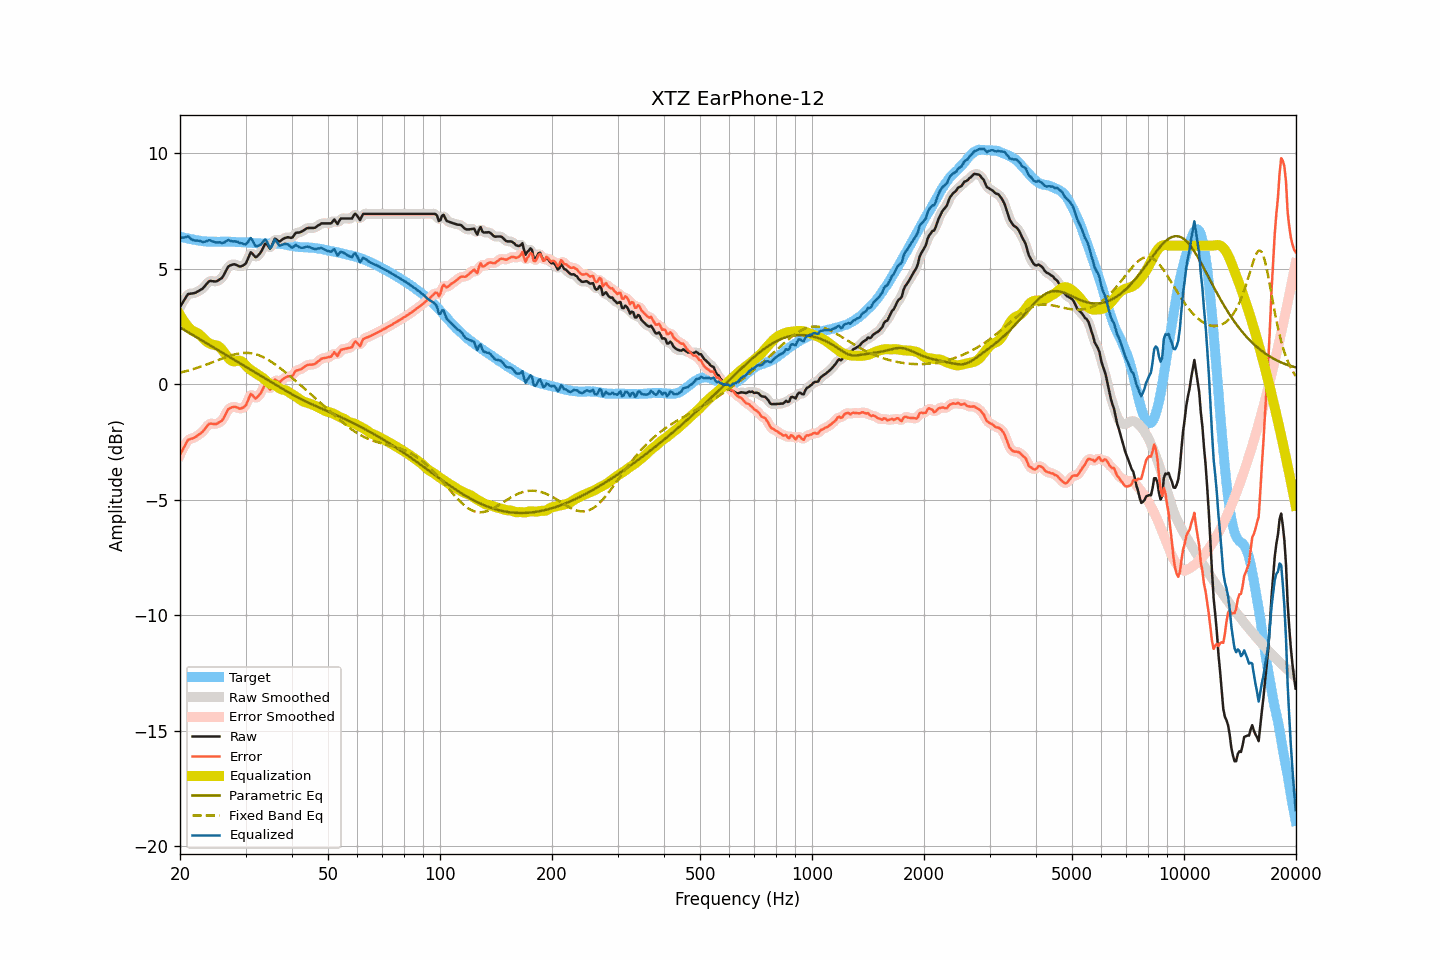 XTZ EarPhone-12
10
5
0
−5
−10
−15
−20
Amplitude (dBr)
Target
Raw Smoothed
Error Smoothed
Raw
Error
Equalization
Parametric Eq
Fixed Band Eq
Equalized
20 50 100 200 500 1000 2000 5000 10000 20000
Frequency (Hz)